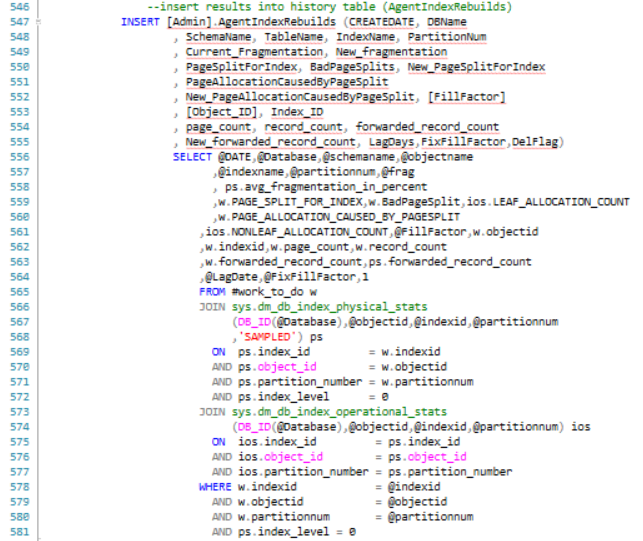 546 --insert results into history table (AgentIndexRebuilds)
547 INSERT [Admin].AgentIndexRebuilds (CREATEDATE, DBName
548 , SchemaName, TableName, IndexName, PartitionNum
549 , Current_Fragmentation, New_fragmentation
550 , PageSplitForIndex, BadPageSplits, New_PageSplitForIndex
551 , PageAllocationCausedByPageSplit
552 , New_PageAllocationCausedByPageSplit, [FillFactor]
553 , [Object_ID], Index_ID
554 , page_count, record_count, forwarded_record_count
555 , New_forwarded_record_count, LagDays,FixFillFactor,DelFlag)
556 SELECT @DATE,@Database,@schemaname,@objectname
557 ,@indexname,@partitionnum,@frag
558 , ps.avg_fragmentation_in_percent
559 ,w.PAGE_SPLIT_FOR_INDEX,w.BadPageSplit,ios.LEAF_ALLOCATION_COUNT
560 ,w.PAGE_ALLOCATION_CAUSED_BY_PAGESPLIT
561 ,ios.NONLEAF_ALLOCATION_COUNT,@FillFactor,w.objectid
562 ,w.indexid,w.page_count,w.record_count
563 ,w.forwarded_record_count,ps.forwarded_record_count
564 ,@LagDate,@FixFillFactor,1
565 FROM #work_to_do w
566 JOIN sys.dm_db_index_physical_stats
567 (DB_ID(@Database),@objectid,@indexid,@partitionnum
568 ,'SAMPLED') ps
569 ON ps.index_id = w.indexid
570 AND ps.object_id = w.objectid
571 AND ps.partition_number = w.partitionnum
572 AND ps.index_level = 0
573 JOIN sys.dm_db_index_operational_stats
574 (DB_ID(@Database),@objectid,@indexid,@partitionnum) ios
575 ON ios.index_id = ps.index_id
576 AND ios.object_id = ps.object_id
577 AND ios.partition_number = ps.partition_number
578 WHERE w.indexid = @indexid
579 AND w.objectid = @objectid
580 AND w.partitionnum = @partitionnum
581 AND ps.index_level = 0